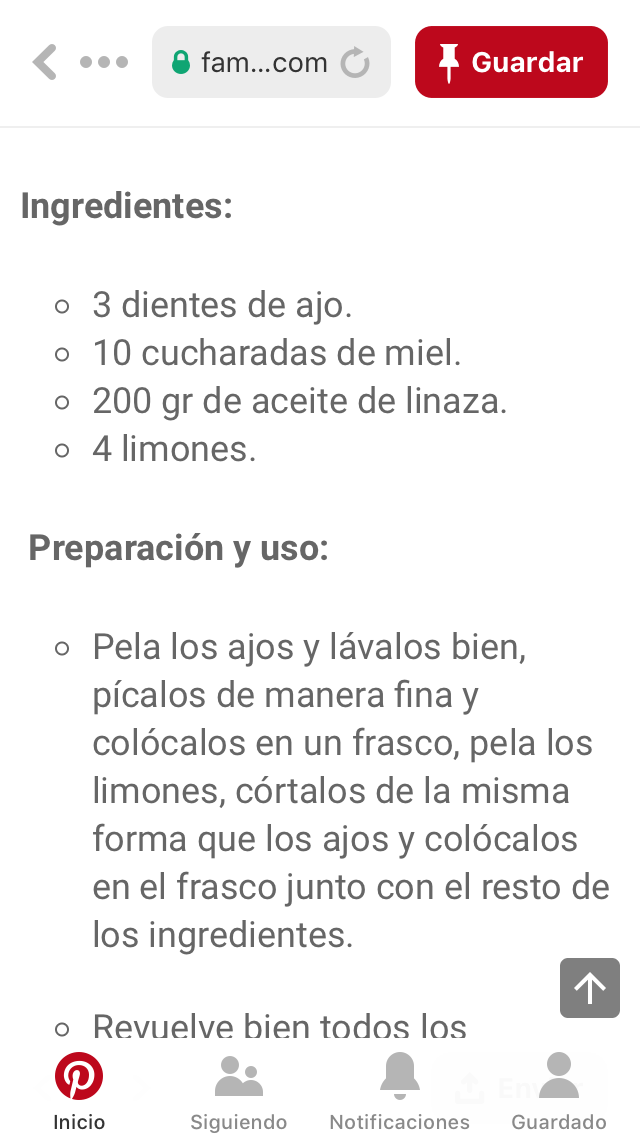 fam...com
Guardar
Ingredientes:
3 dientes de ajo.
10 cucharadas de miel.
200 gr de aceite de linaza.
4 limones.
Preparación y uso:
Pela los ajos y lávalos bien,
pícalos de manera fina y
colócalos en un frasco, pela los
limones, córtalos de la misma
forma que los ajos y colócalos
en el frasco junto con el resto de
los ingredientes.
Revuelve bien todos los
Inicio
Siguiendo
Notificaciones
Guardado